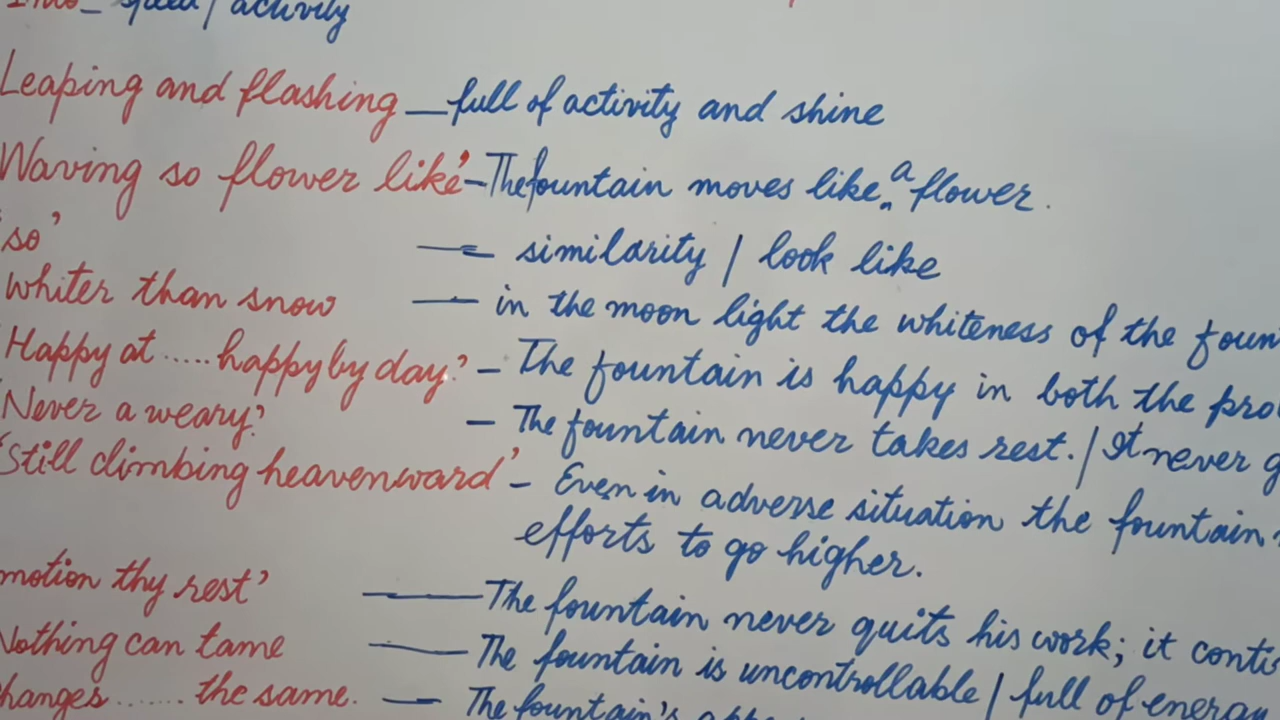 Into_ speed / activity
Leaping and flashing _ full of activity and shine
Waving so flower like' - The fountain moves like a flower.
'so' — similarity / look like
whiter than snow — in the moon light the whiteness of the foun
'Happy at ..... happy by day.' - The fountain is happy in both the
'Never a weary' - The fountain never takes rest. / It never g
'Still climbing heavenward' - Even in adverse situation the fountain
efforts to go higher.
motion thy rest' — The fountain never quits his work; it conti
Nothing can tame — The fountain is uncontrollable / full of energy
hanges ....... the same. — The fountain's